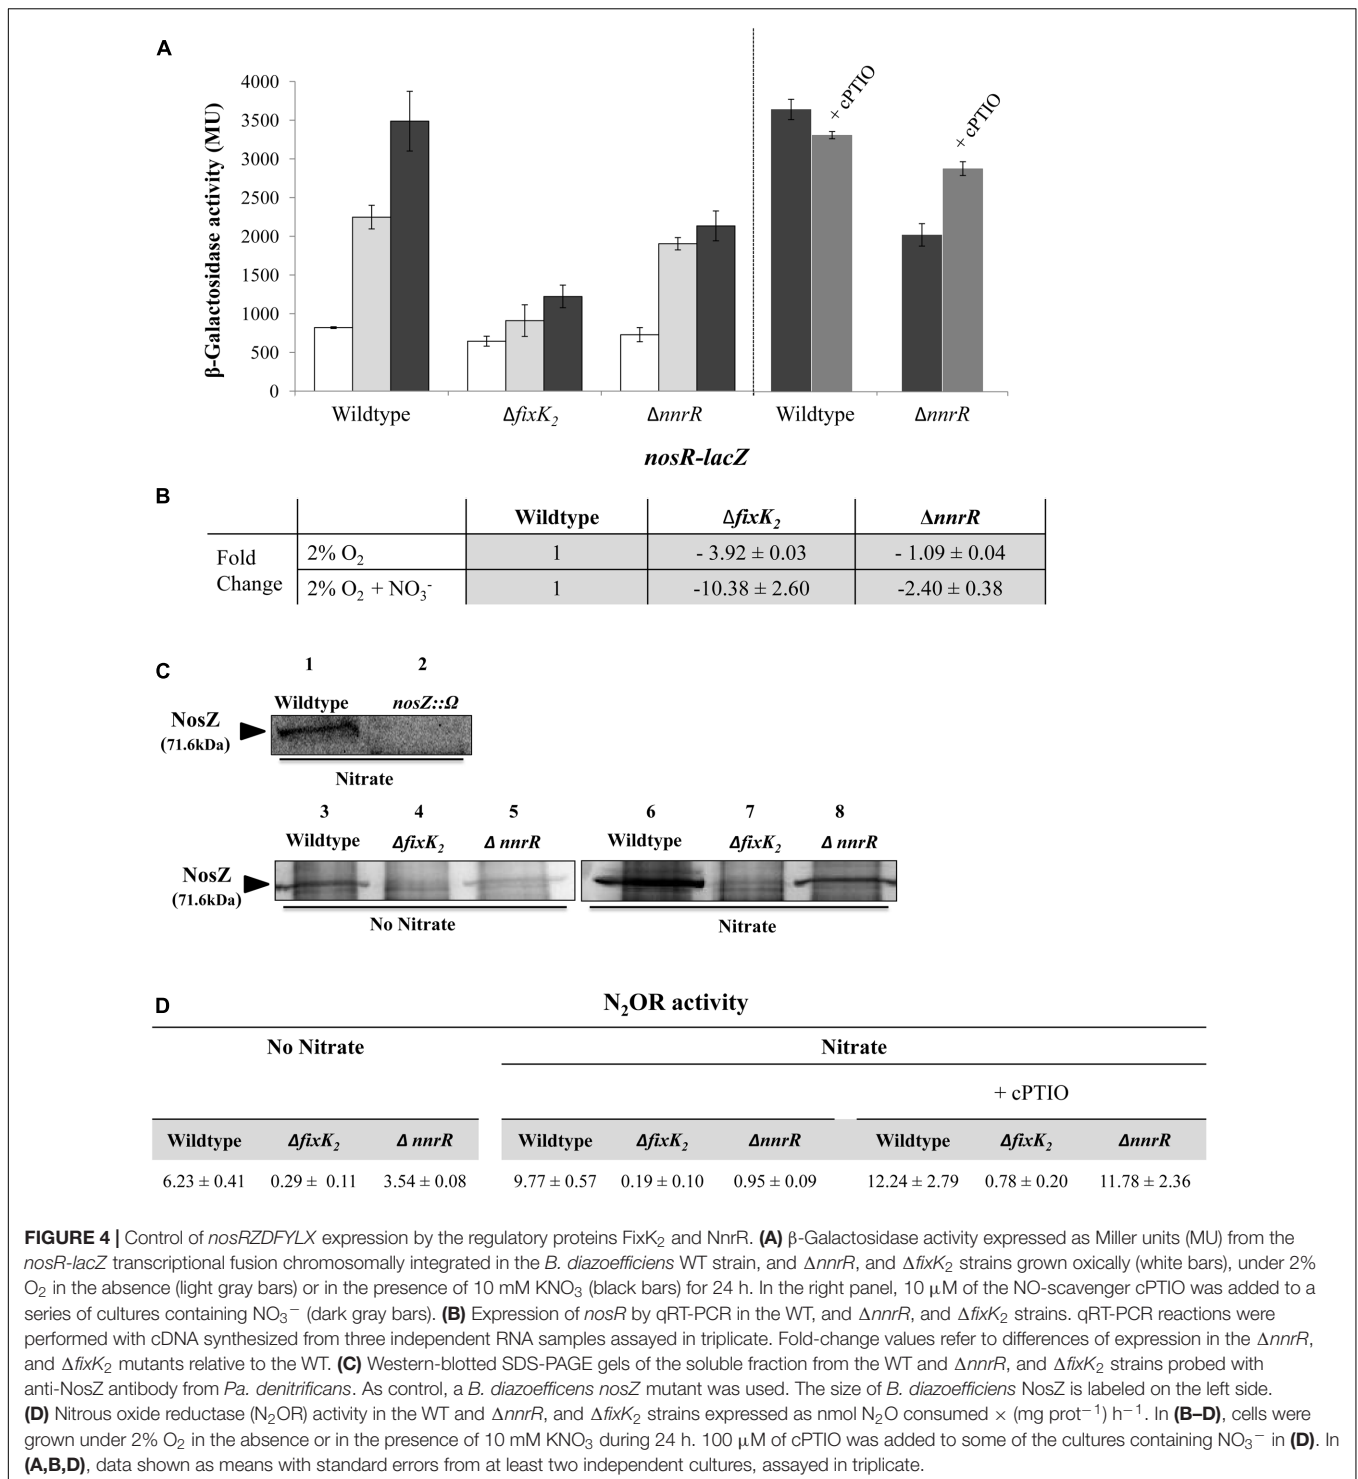 A
β-Galactosidase activity (MU)
4000
3500
3000
2500
2000
1500
1000
500
0
+ cPTIO
+ cPTIO
Wildtype ΔfixK2 ΔnnrR Wildtype ΔnnrR
nosR-lacZ
B
Wildtype ΔfixK2 ΔnnrR
Fold Change
2% O2 1 - 3.92 ± 0.03 - 1.09 ± 0.04
2% O2 + NO3- 1 -10.38 ± 2.60 -2.40 ± 0.38
C
1 2
Wildtype nosZ::Ω
NosZ
(71.6kDa)
Nitrate
3 4 5 6 7 8
Wildtype ΔfixK2 Δ nnrR Wildtype ΔfixK2 Δ nnrR
NosZ
(71.6kDa)
No Nitrate Nitrate
D
N2OR activity
No Nitrate Nitrate
+ cPTIO
Wildtype ΔfixK2 Δ nnrR Wildtype ΔfixK2 ΔnnrR Wildtype ΔfixK2 ΔnnrR
6.23 ± 0.41 0.29 ± 0.11 3.54 ± 0.08 9.77 ± 0.57 0.19 ± 0.10 0.95 ± 0.09 12.24 ± 2.79 0.78 ± 0.20 11.78 ± 2.36
FIGURE 4 | Control of nosRZDFYLX expression by the regulatory proteins FixK2 and NnrR. (A) β-Galactosidase activity expressed as Miller units (MU) from the
nosR-lacZ transcriptional fusion chromosomally integrated in the B. diazoefficiens WT strain, and ΔnnrR, and ΔfixK2 strains grown oxically (white bars), under 2%
O2 in the absence (light gray bars) or in the presence of 10 mM KNO3 (black bars) for 24 h. In the right panel, 10 μM of the NO-scavenger cPTIO was added to a
series of cultures containing NO3− (dark gray bars). (B) Expression of nosR by qRT-PCR in the WT, and ΔnnrR, and ΔfixK2 strains. qRT-PCR reactions were
performed with cDNA synthesized from three independent RNA samples assayed in triplicate. Fold-change values refer to differences of expression in the ΔnnrR,
and ΔfixK2 mutants relative to the WT. (C) Western-blotted SDS-PAGE gels of the soluble fraction from the WT and ΔnnrR, and ΔfixK2 strains probed with
anti-NosZ antibody from Pa. denitrificans. As control, a B. diazoefficens nosZ mutant was used. The size of B. diazoefficiens NosZ is labeled on the left side.
(D) Nitrous oxide reductase (N2OR) activity in the WT and ΔnnrR, and ΔfixK2 strains expressed as nmol N2O consumed × (mg prot−1) h−1. In (B–D), cells were
grown under 2% O2 in the absence or in the presence of 10 mM KNO3 during 24 h. 100 μM of cPTIO was added to some of the cultures containing NO3− in (D). In
(A,B,D), data shown as means with standard errors from at least two independent cultures, assayed in triplicate.